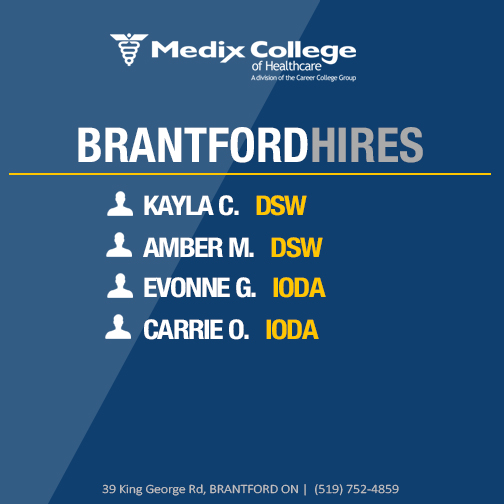 Medix College
of Healthcare
A division of the Career College Group
BRANTFORDHIRES
KAYLA C. DSW
AMBER M. DSW
EVONNE G. IODA
CARRIE O. IODA
39 King George Rd, BRANTFORD ON | (519) 752-4859